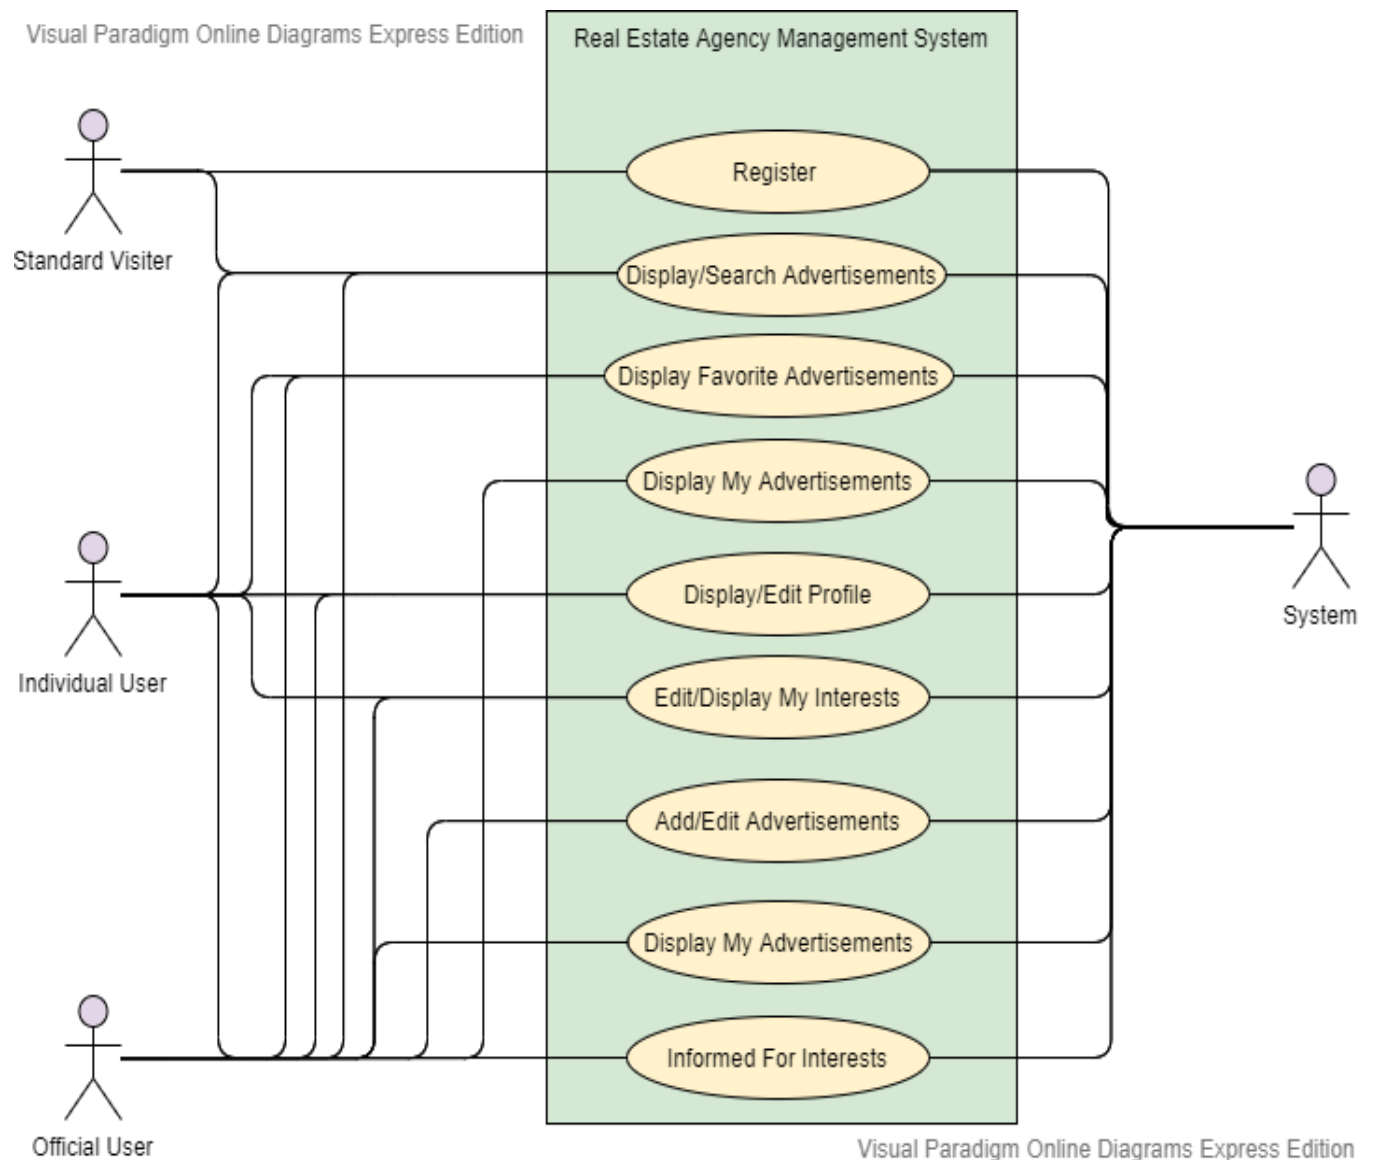 Visual Paradigm Online Diagrams Express Edition
Real Estate Agency Management System
Register
Standard Visiter
Display/Search Advertisements
Display Favorite Advertisements
Display My Advertisements
Display/Edit Profile
System
Individual User
Edit/Display My Interests
Add/Edit Advertisements
Display My Advertisements
Informed For Interests
Official User
Visual Paradigm Online Diagrams Express Edition